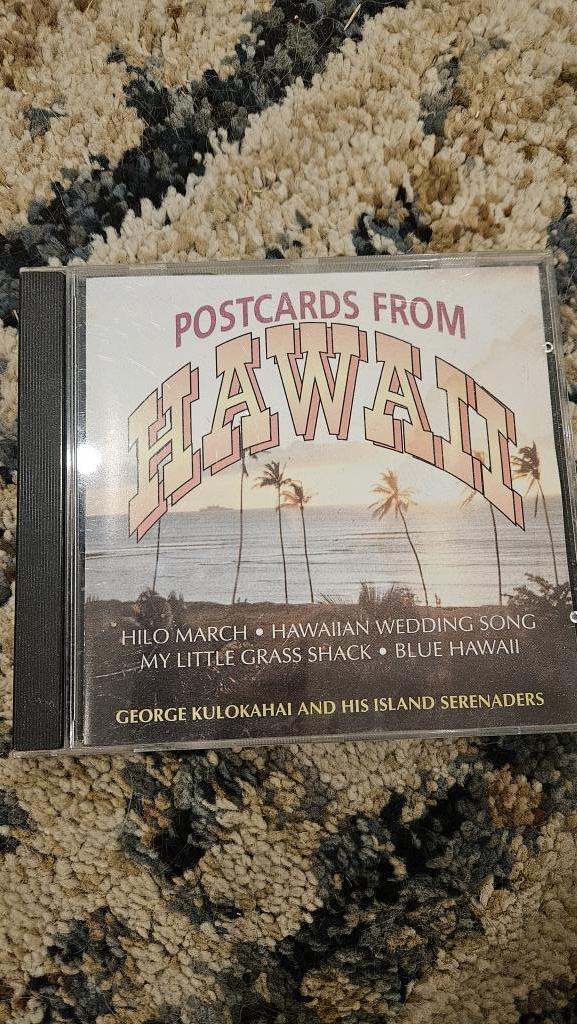 POSTCARDS FROM
HAWAII
HILO MARCH • HAWAIIAN WEDDING SONG
MY LITTLE GRASS SHACK • BLUE HAWAII
GEORGE KULOKAHAI AND HIS ISLAND SERENADERS